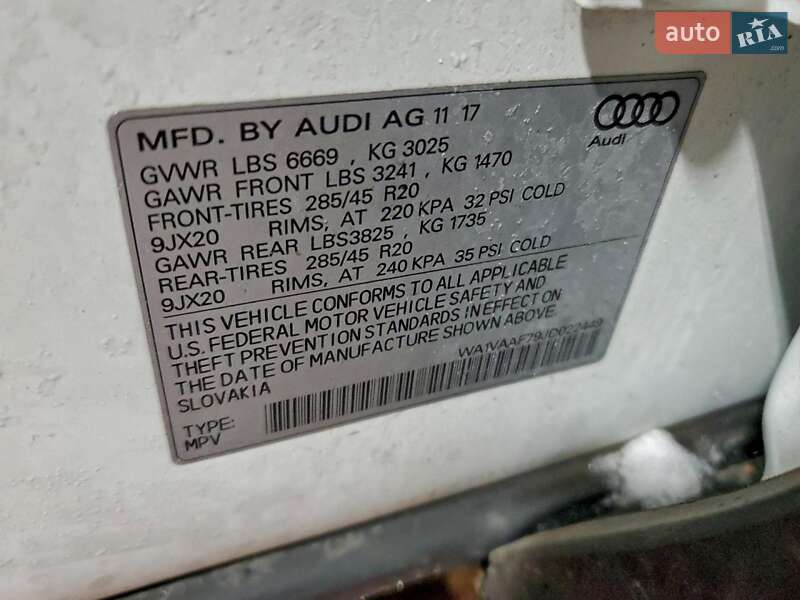 auto RIA.com
MFD. BY AUDI AG 11 17
Audi
GVWR LBS 6669 , KG 3025
GAWR FRONT LBS 3241 , KG 1470
FRONT-TIRES 285/45 R20
9JX20 RIMS, AT 220 KPA 32 PSI COLD
GAWR REAR LBS3825 , KG 1735
REAR-TIRES 285/45 R20
9JX20 RIMS, AT 240 KPA 35 PSI COLD
THIS VEHICLE CONFORMS TO ALL APPLICABLE
U.S. FEDERAL MOTOR VEHICLE SAFETY AND
THEFT PREVENTION STANDARDS IN EFFECT ON
THE DATE OF MANUFACTURE SHOWN ABOVE.
SLOVAKIA
WA1VAAF79JD022449
TYPE:
MPV